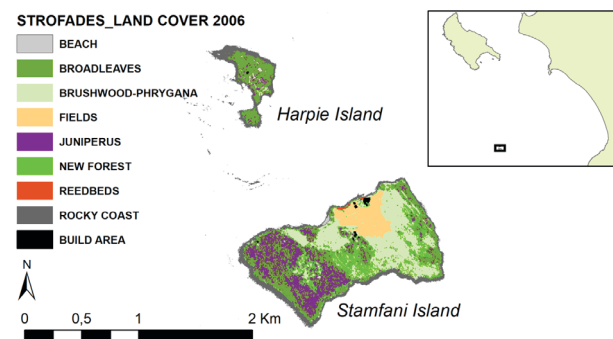 STROFADES_LAND COVER 2006
BEACH
BROADLEAVES
BRUSHWOOD-PHRYGANA
FIELDS
JUNIPERUS
NEW FOREST
REEDBEDS
ROCKY COAST
BUILD AREA
Harpie Island
Stamfani Island
N
0 0,5 1 2 Km